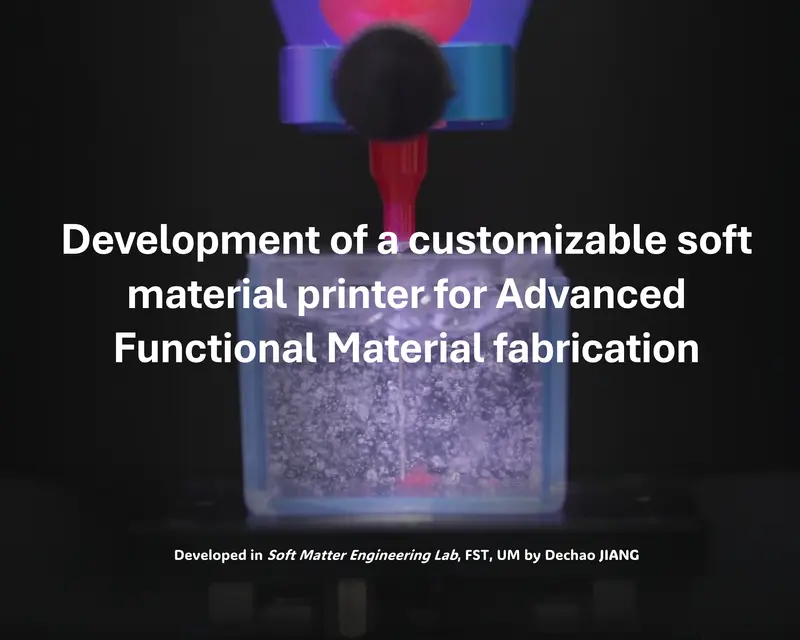 Development of a customizable soft
material printer for Advanced
Functional Material fabrication
Developed in Soft Matter Engineering Lab, FST, UM by Dechao JIANG